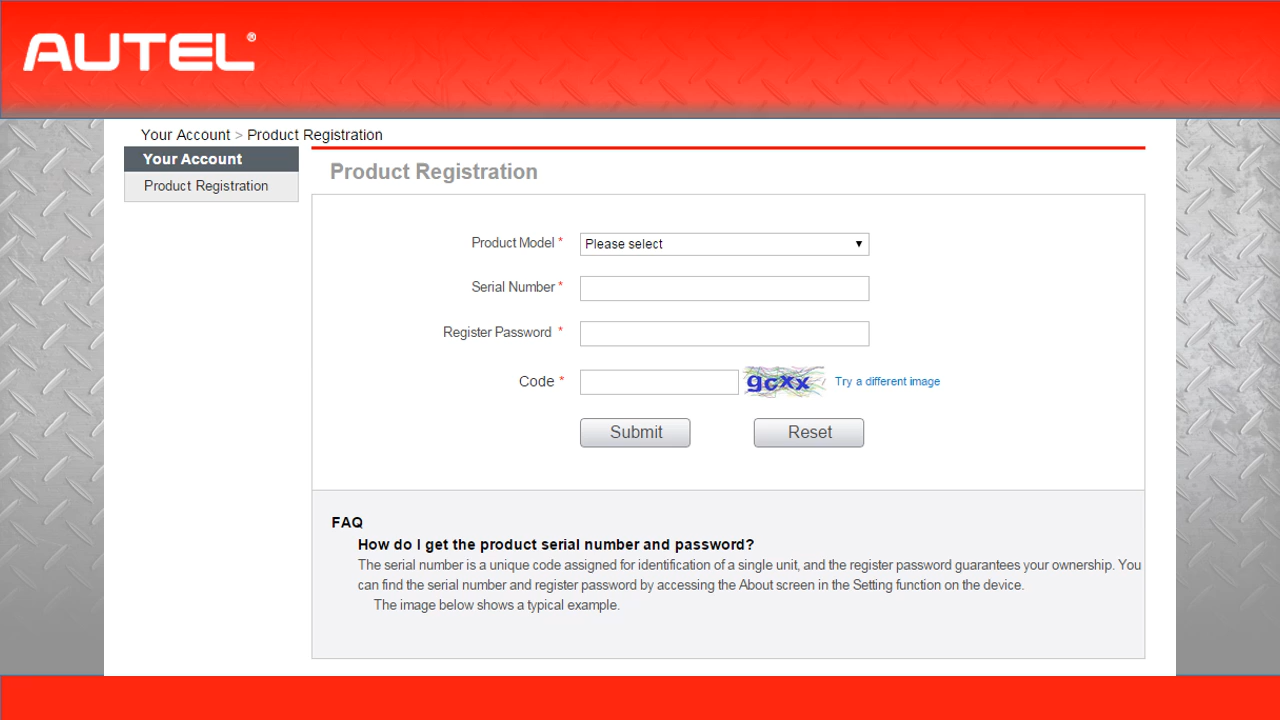 AUTEL®
Your Account > Product Registration
Your Account
Product Registration
Product Registration
Product Model *
Please select
Serial Number *
Register Password *
Code *
gcxx
Try a different image
Submit
Reset
FAQ
How do I get the product serial number and password?
The serial number is a unique code assigned for identification of a single unit, and the register password guarantees your ownership. You
can find the serial number and register password by accessing the About screen in the Setting function on the device.
The image below shows a typical example.